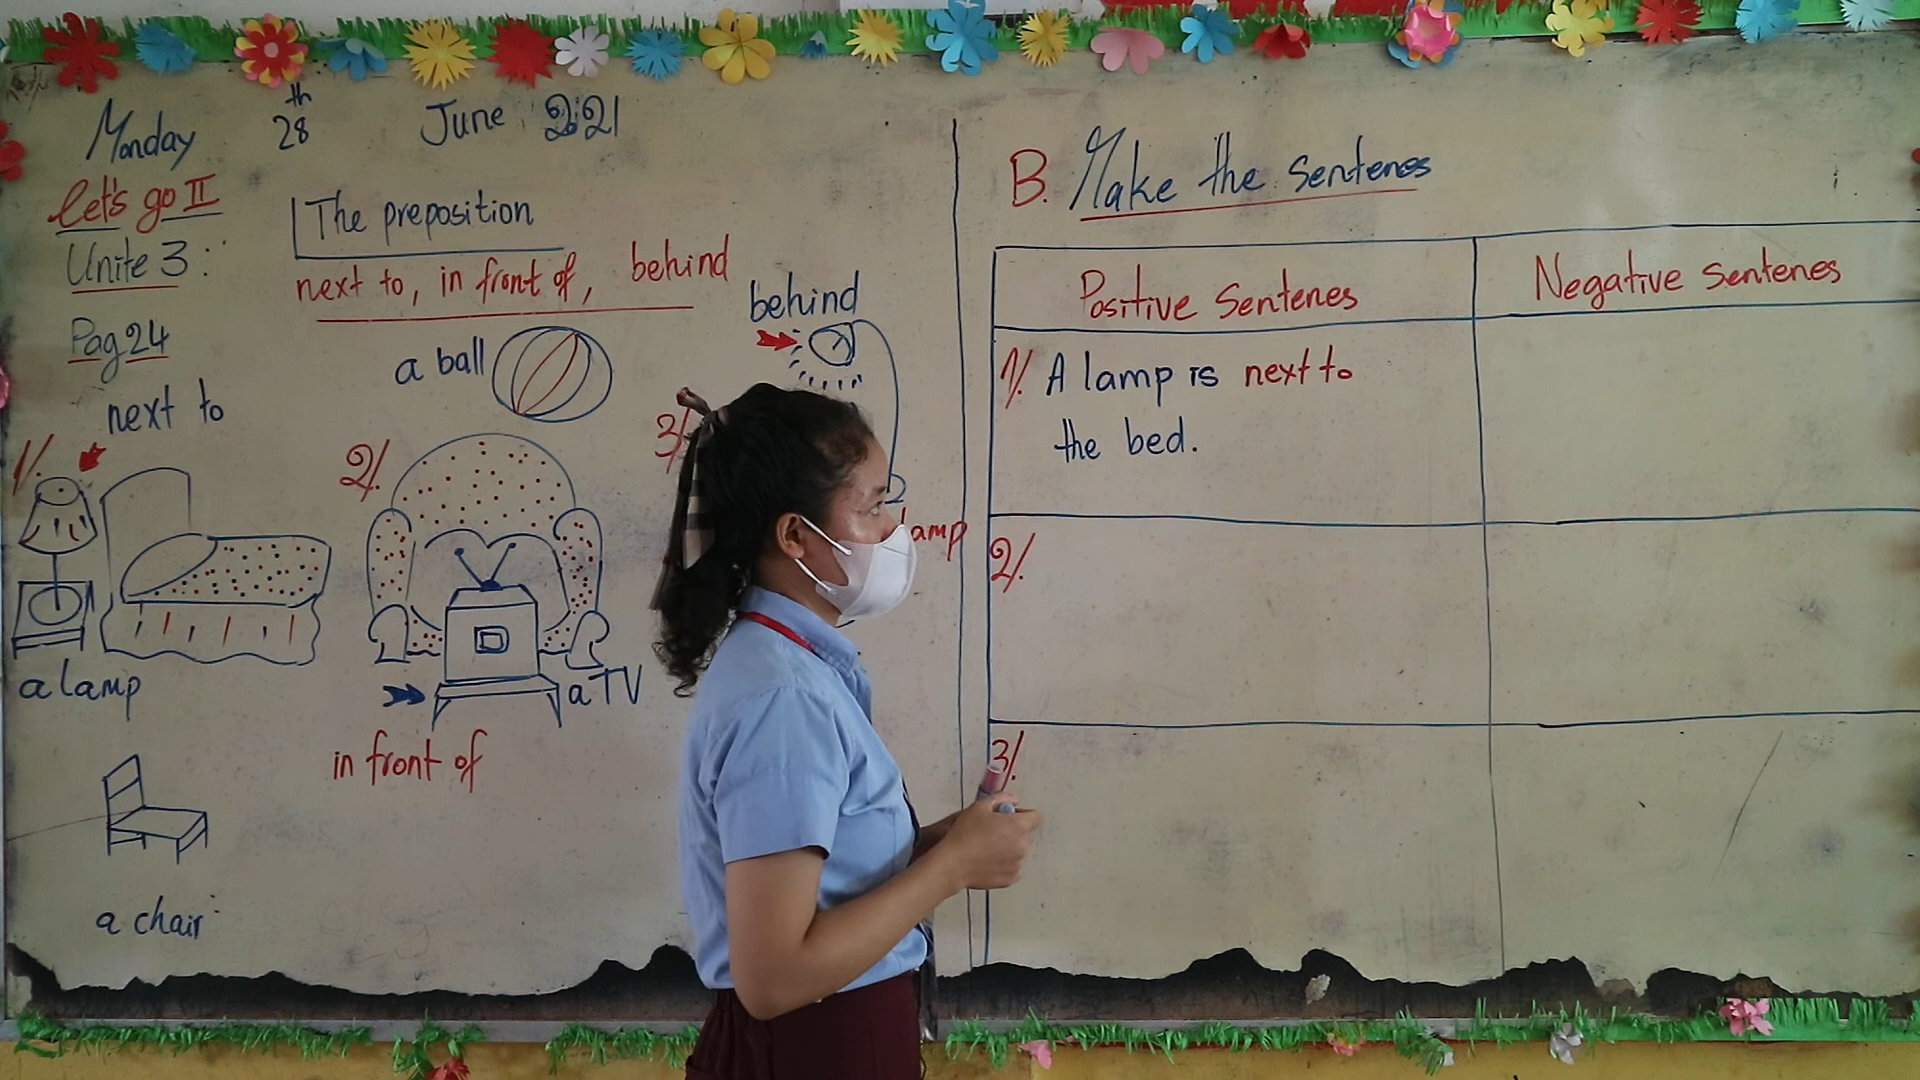 Monday 28th June 2021
Let's go II
Unite 3:
Pag 24
The preposition
next to, in front of, behind
a ball
behind
next to
1/.
2/.
3/
a lamp
a TV
in front of
a chair
amp
B. Make the Sentenes
Positive Sentenes
Negative Sentenes
1/. A lamp is next to
the bed.
2/.
3/.